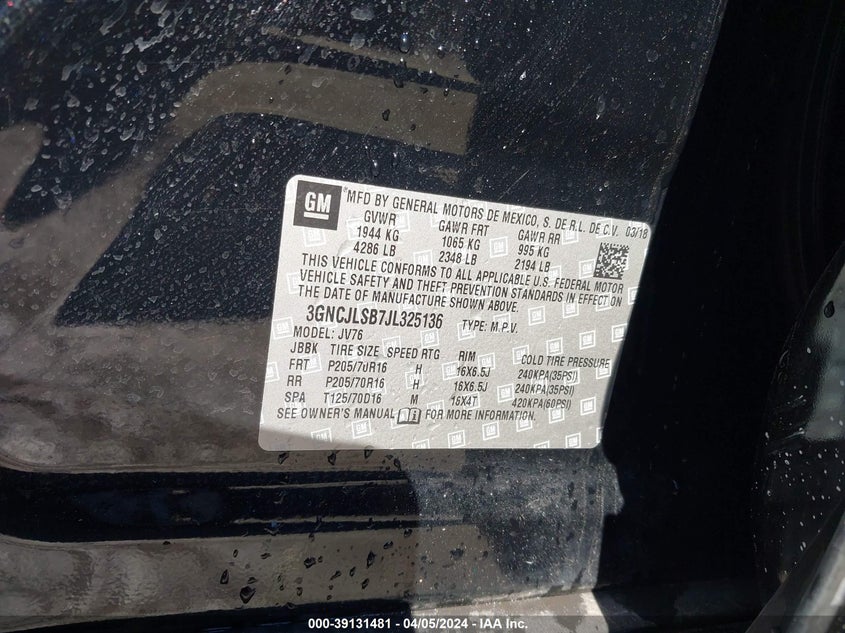 GM
® MFD BY GENERAL MOTORS DE MEXICO, S. DE R.L. DE C.V. 03/18
GVWR GAWR FRT GAWR RR
1944 KG 1065 KG 995 KG
4286 LB 2348 LB 2194 LB
THIS VEHICLE CONFORMS TO ALL APPLICABLE U.S. FEDERAL MOTOR
VEHICLE SAFETY AND THEFT PREVENTION STANDARDS IN EFFECT ON
THE DATE OF MANUFACTURE SHOWN ABOVE.
3GNCJLSB7JL325136 TYPE: M.P.V.
MODEL: JV76
JBBK TIRE SIZE SPEED RTG RIM COLD TIRE PRESSURE
FRT P205/70R16 H 16X6.5J 240KPA(35PSI)
RR P205/70R16 H 16X6.5J 240KPA(35PSI)
SPA T125/70D16 M 16X4T 420KPA(60PSI)
SEE OWNER'S MANUAL FOR MORE INFORMATION.
000-39131481 - 04/05/2024 - IAA Inc.